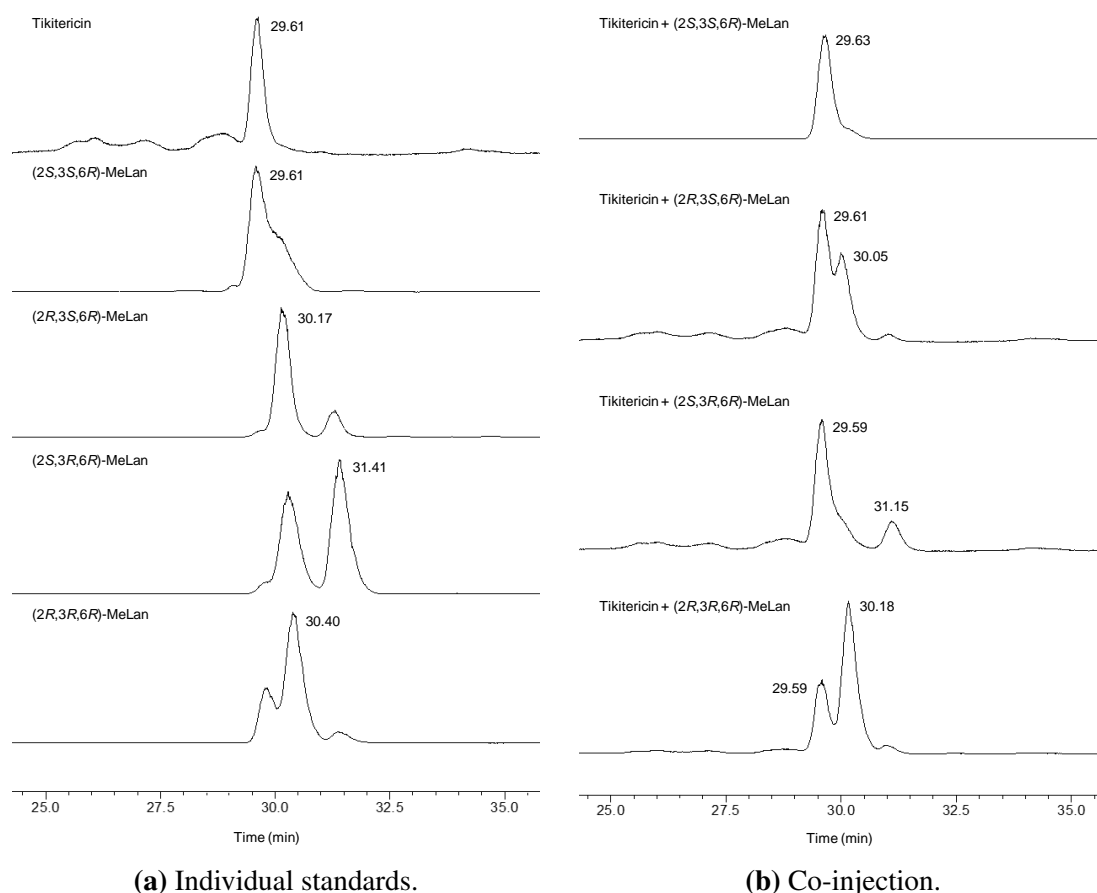 Tikitericin
29.61
(2S,3S,6R)-MeLan
29.61
(2R,3S,6R)-MeLan
30.17
(2S,3R,6R)-MeLan
31.41
(2R,3R,6R)-MeLan
30.40
25.0 27.5 30.0 32.5 35.0
Time (min)
(a) Individual standards.
Tikitericin + (2S,3S,6R)-MeLan
29.63
Tikitericin + (2R,3S,6R)-MeLan
29.61
30.05
Tikitericin + (2S,3R,6R)-MeLan
29.59
31.15
Tikitericin + (2R,3R,6R)-MeLan
30.18
29.59
25.0 27.5 30.0 32.5 35.0
Time (min)
(b) Co-injection.